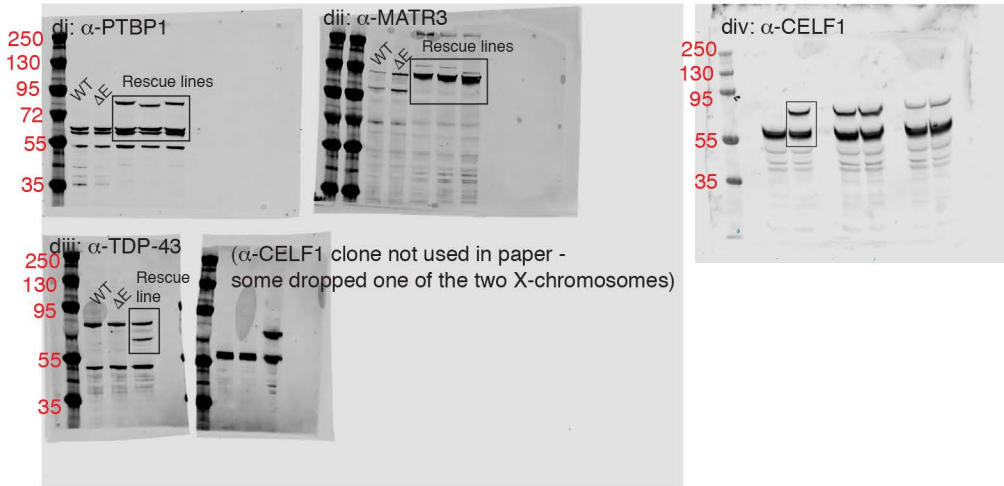 di: α-PTBP1
250
130
95
72
55
35
WT
ΔE
Rescue lines
dii: α-MATR3
WT
ΔE
Rescue lines
div: α-CELF1
250
130
95
55
35
diii: α-TDP-43
250
130
95
55
35
WT
ΔE
Rescue
line
(α-CELF1 clone not used in paper -
some dropped one of the two X-chromosomes)